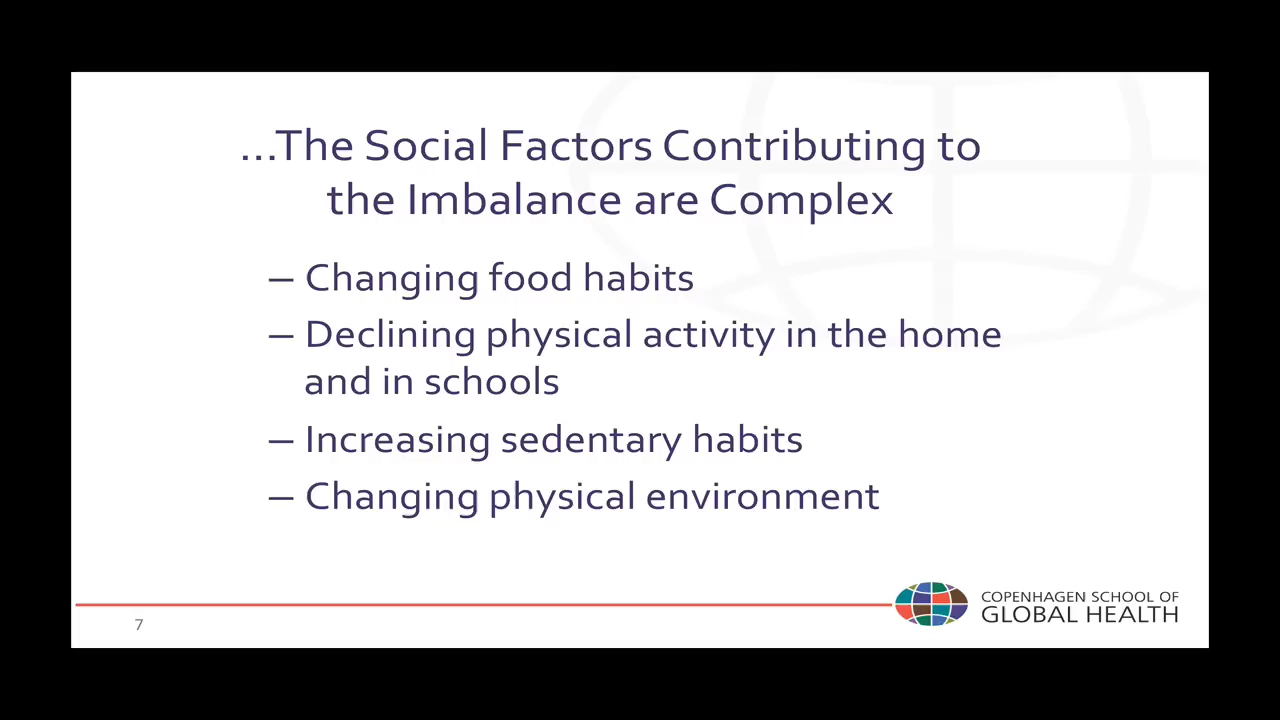 ...The Social Factors Contributing to
the Imbalance are Complex
– Changing food habits
– Declining physical activity in the home
and in schools
– Increasing sedentary habits
– Changing physical environment
7
COPENHAGEN SCHOOL OF
GLOBAL HEALTH